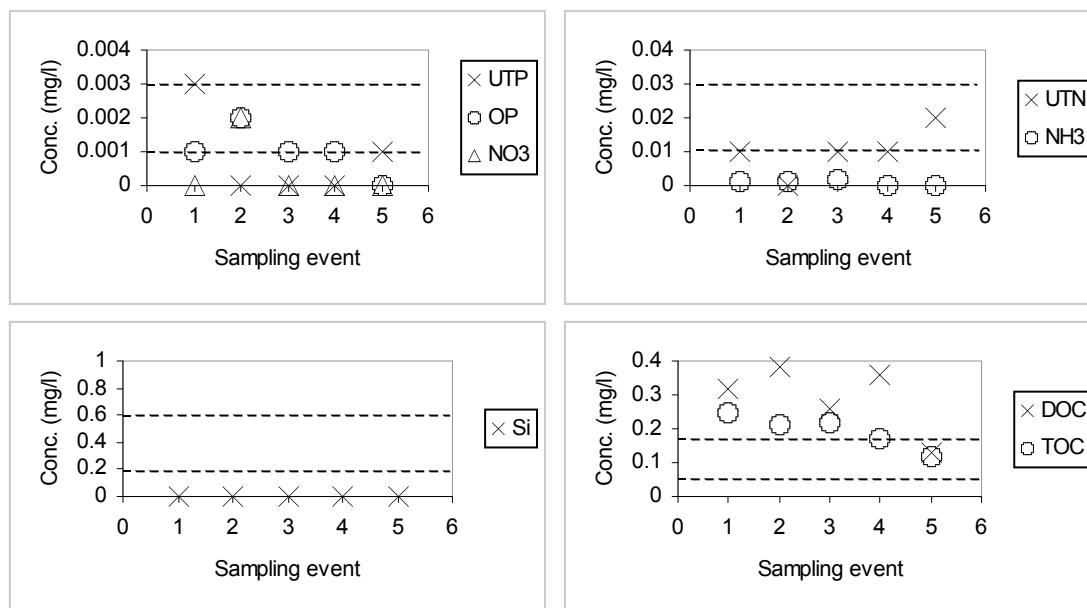 Conc. (mg/l)
0.004
0.003
0.002
0.001
0
0 1 2 3 4 5 6
Sampling event
UTP
OP
NO3
Conc. (mg/l)
0.04
0.03
0.02
0.01
0
0 1 2 3 4 5 6
Sampling event
UTN
NH3
Conc. (mg/l)
1
0.8
0.6
0.4
0.2
0
0 1 2 3 4 5 6
Sampling event
Si
Conc. (mg/l)
0.4
0.3
0.2
0.1
0
0 1 2 3 4 5 6
Sampling event
DOC
TOC